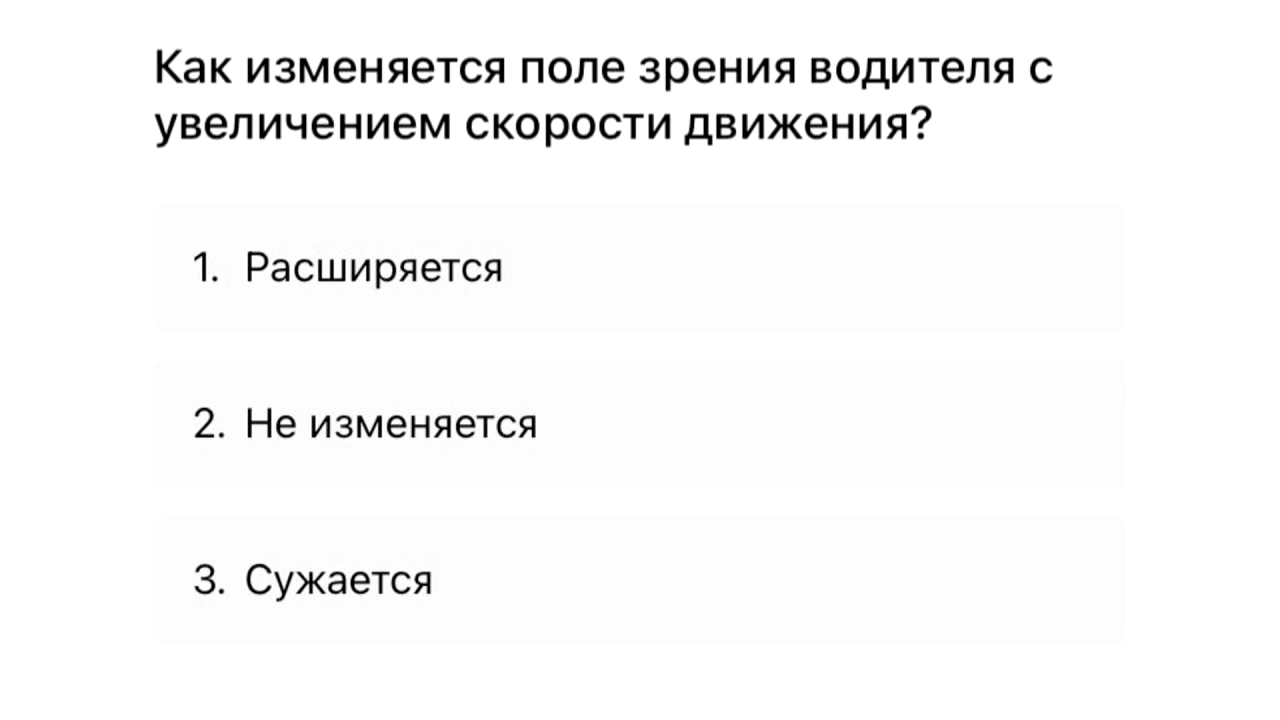 Как изменяется поле зрения водителя с
увеличением скорости движения?
1. Расширяется
2. Не изменяется
3. Сужается